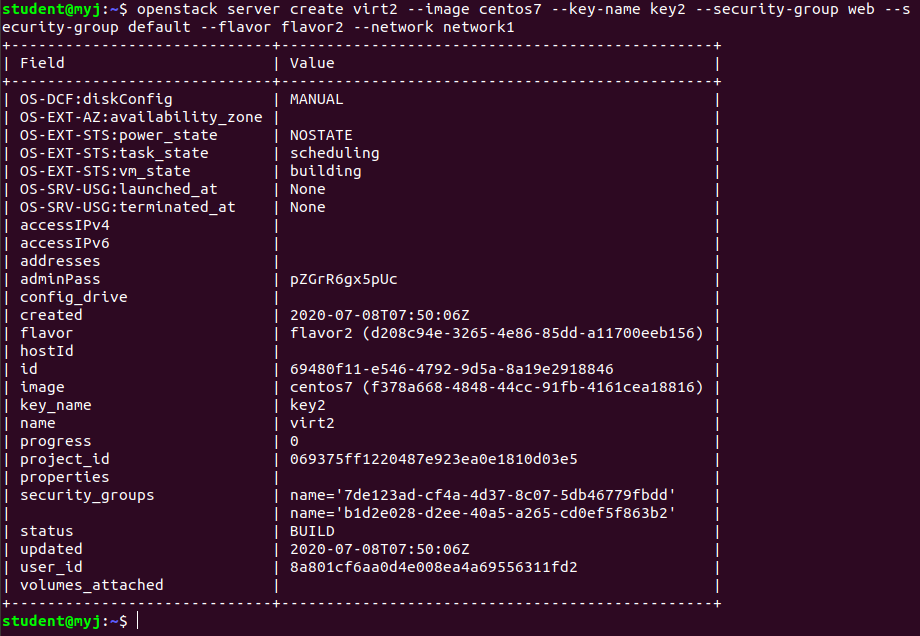 student@myj:~$ openstack server create virt2 --image centos7 --key-name key2 --security-group web --s
ecurity-group default --flavor flavor2 --network network1
+-----------------------------+------------------------------------------------+
| Field                       | Value                                          |
+-----------------------------+------------------------------------------------+
| OS-DCF:diskConfig           | MANUAL                                         |
| OS-EXT-AZ:availability_zone |                                                |
| OS-EXT-STS:power_state      | NOSTATE                                        |
| OS-EXT-STS:task_state       | scheduling                                     |
| OS-EXT-STS:vm_state         | building                                       |
| OS-SRV-USG:launched_at      | None                                           |
| OS-SRV-USG:terminated_at    | None                                           |
| accessIPv4                  |                                                |
| accessIPv6                  |                                                |
| addresses                   |                                                |
| adminPass                   | pZGrR6gx5pUc                                   |
| config_drive                |                                                |
| created                     | 2020-07-08T07:50:06Z                           |
| flavor                      | flavor2 (d208c94e-3265-4e86-85dd-a11700eeb156) |
| hostId                      |                                                |
| id                          | 69480f11-e546-4792-9d5a-8a19e2918846           |
| image                       | centos7 (f378a668-4848-44cc-91fb-4161cea18816) |
| key_name                    | key2                                           |
| name                        | virt2                                          |
| progress                    | 0                                              |
| project_id                  | 069375ff1220487e923ea0e1810d03e5               |
| properties                  |                                                |
| security_groups             | name='7de123ad-cf4a-4d37-8c07-5db46779fbdd'    |
|                             | name='b1d2e028-d2ee-40a5-a265-cd0ef5f863b2'    |
| status                      | BUILD                                          |
| updated                     | 2020-07-08T07:50:06Z                           |
| user_id                     | 8a801cf6aa0d4e008ea4a69556311fd2               |
| volumes_attached            |                                                |
+-----------------------------+------------------------------------------------+
student@myj:~$